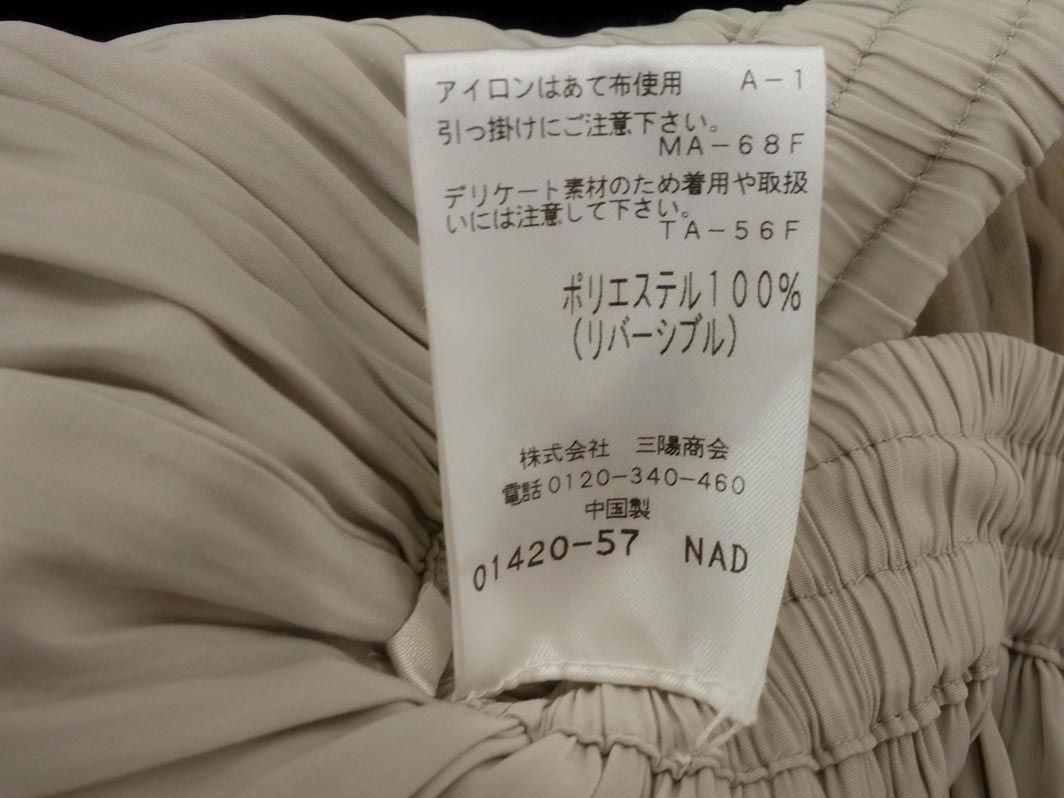 アイロンはあて布使用　A－1
引っ掛けにご注意下さい。
MA－68F
デリケート素材のため着用や取扱
いには注意して下さい。
TA－56F
ポリエステル100%
(リバーシブル)
株式会社　三陽商会
電話0120－340－460
中国製
01420-57　NAD